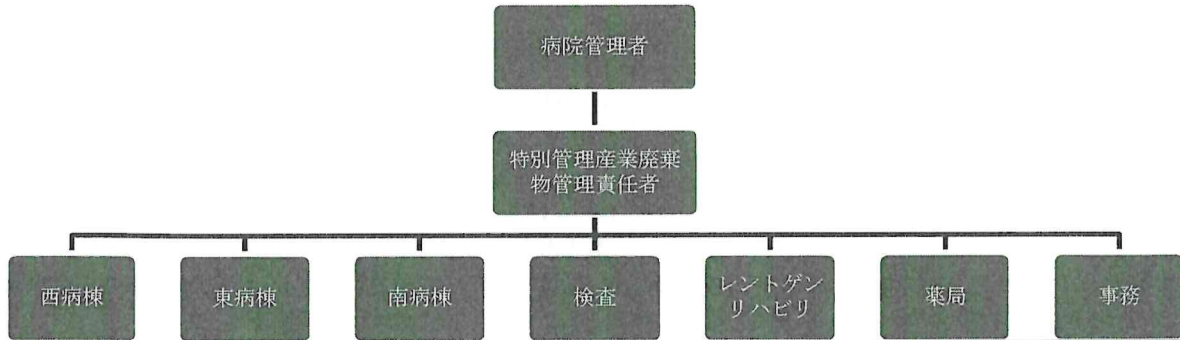 病院管理者
特別管理産業廃棄
物管理責任者
西病棟
東病棟
南病棟
検査
レントゲン
リハビリ
薬局
事務